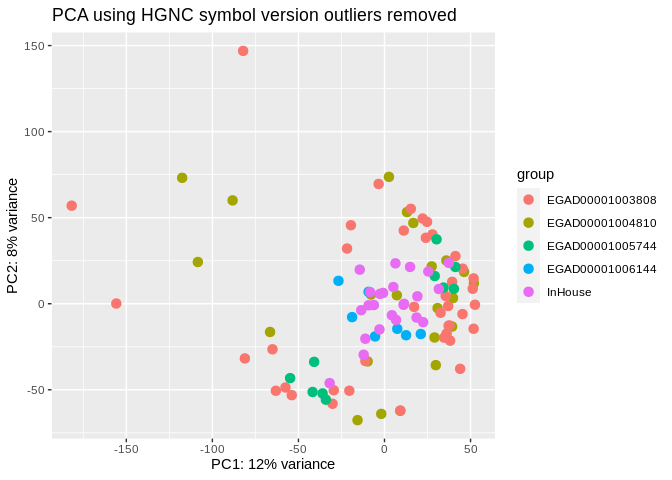 PCA using HGNC symbol version outliers removed
150
100
50
0
-50
-150
-100
-50
0
50
PC1: 12% variance
PC2: 8% variance
group
EGAD00001003808
EGAD00001004810
EGAD00001005744
EGAD00001006144
InHouse